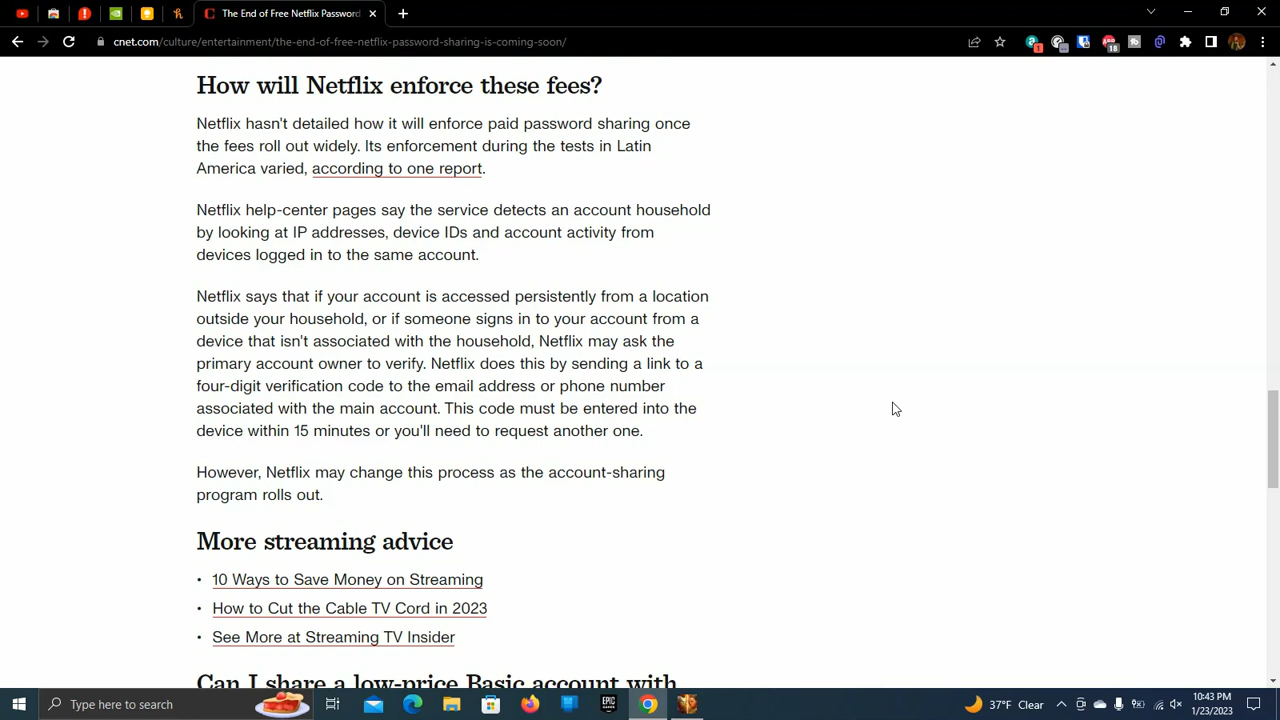 The End of Free Netflix Password
cnet.com/culture/entertainment/the-end-of-free-netflix-password-sharing-is-coming-soon/
1
18
How will Netflix enforce these fees?
Netflix hasn't detailed how it will enforce paid password sharing once
the fees roll out widely. Its enforcement during the tests in Latin
America varied, according to one report.
Netflix help-center pages say the service detects an account household
by looking at IP addresses, device IDs and account activity from
devices logged in to the same account.
Netflix says that if your account is accessed persistently from a location
outside your household, or if someone signs in to your account from a
device that isn't associated with the household, Netflix may ask the
primary account owner to verify. Netflix does this by sending a link to a
four-digit verification code to the email address or phone number
associated with the main account. This code must be entered into the
device within 15 minutes or you'll need to request another one.
However, Netflix may change this process as the account-sharing
program rolls out.
More streaming advice
• 10 Ways to Save Money on Streaming
• How to Cut the Cable TV Cord in 2023
• See More at Streaming TV Insider
Can I share a low-price Basic account with
Type here to search
EPIC
37°F Clear
10:43 PM
1/23/2023